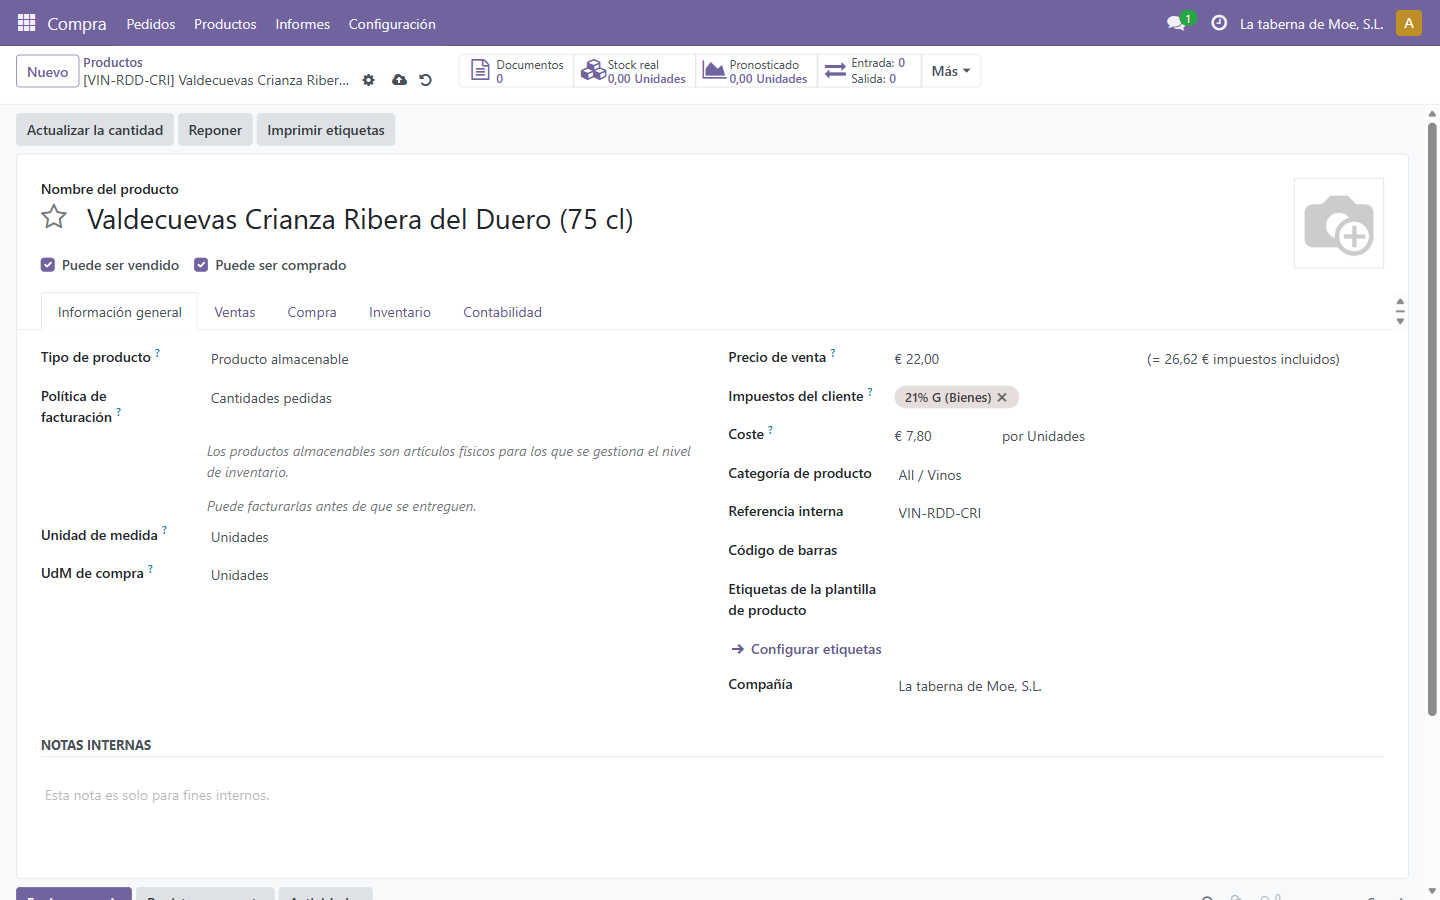 Compra
Pedidos
Productos
Informes
Configuración
1
La taberna de Moe, S.L.
A
Nuevo
Productos
[VIN-RDD-CRI] Valdecuevas Crianza Riber...
Documentos
0
Stock real
0,00 Unidades
Pronosticado
0,00 Unidades
Entrada: 0
Salida: 0
Más
Actualizar la cantidad
Reponer
Imprimir etiquetas
Nombre del producto
Valdecuevas Crianza Ribera del Duero (75 cl)
Puede ser vendido
Puede ser comprado
Información general
Ventas
Compra
Inventario
Contabilidad
Tipo de producto ?
Producto almacenable
Política de
facturación ?
Cantidades pedidas
Los productos almacenables son artículos físicos para los que se gestiona el nivel
de inventario.
Puede facturarlas antes de que se entreguen.
Unidad de medida ?
Unidades
UdM de compra ?
Unidades
Precio de venta ?
€ 22,00
(= 26,62 € impuestos incluidos)
Impuestos del cliente ?
21% G (Bienes)
Coste ?
€ 7,80
por Unidades
Categoría de producto
All / Vinos
Referencia interna
VIN-RDD-CRI
Código de barras
Etiquetas de la plantilla
de producto
Configurar etiquetas
Compañía
La taberna de Moe, S.L.
NOTAS INTERNAS
Esta nota es solo para fines internos.